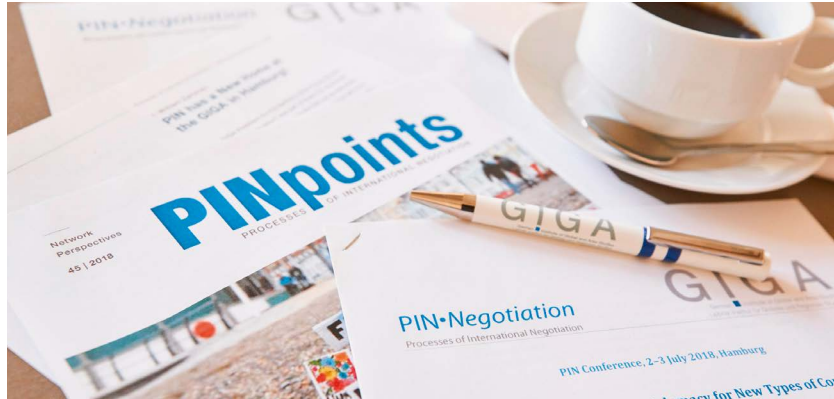 PIN•Negotiation
GIGA
PIN has a New Home at
the GIGA in Hamburg!
PINpoints
PROCESSES OF INTERNATIONAL NEGOTIATION
Network
Perspectives
45 | 2018
GIGA
GIGA
PIN•Negotiation
Processes of International Negotiation
PIN Conference, 2-3 July 2018, Hamburg
for New Types of